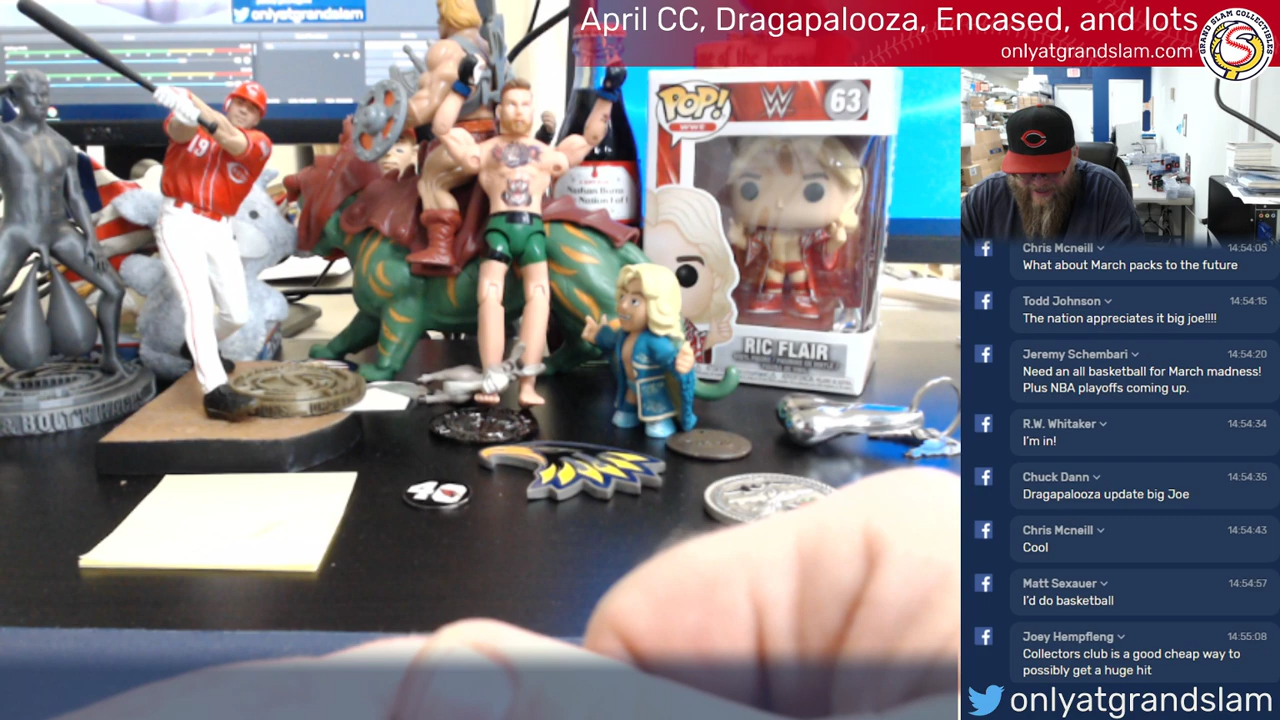 onlyatgrandslam
April CC, Dragapalooza, Encased, and lots
onlyatgrandslam.com
GRAND SLAM COLLECTIBLES
S
POP!
WWE
W
63
19
REDS
RIC FLAIR
40
Chris Mcneill
14:54:05
What about March packs to the future
Todd Johnson
14:54:15
The nation appreciates it big joe!!!!
Jeremy Schembari
14:54:20
Need an all basketball for March madness!
Plus NBA playoffs coming up.
R.W. Whitaker
14:54:34
I'm in!
Chuck Dann
14:54:35
Dragapalooza update big Joe
Chris Mcneill
14:54:43
Cool
Matt Sexauer
14:54:57
I'd do basketball
Joey Hempfleng
14:55:08
Collectors club is a good cheap way to
possibly get a huge hit
onlyatgrandslam